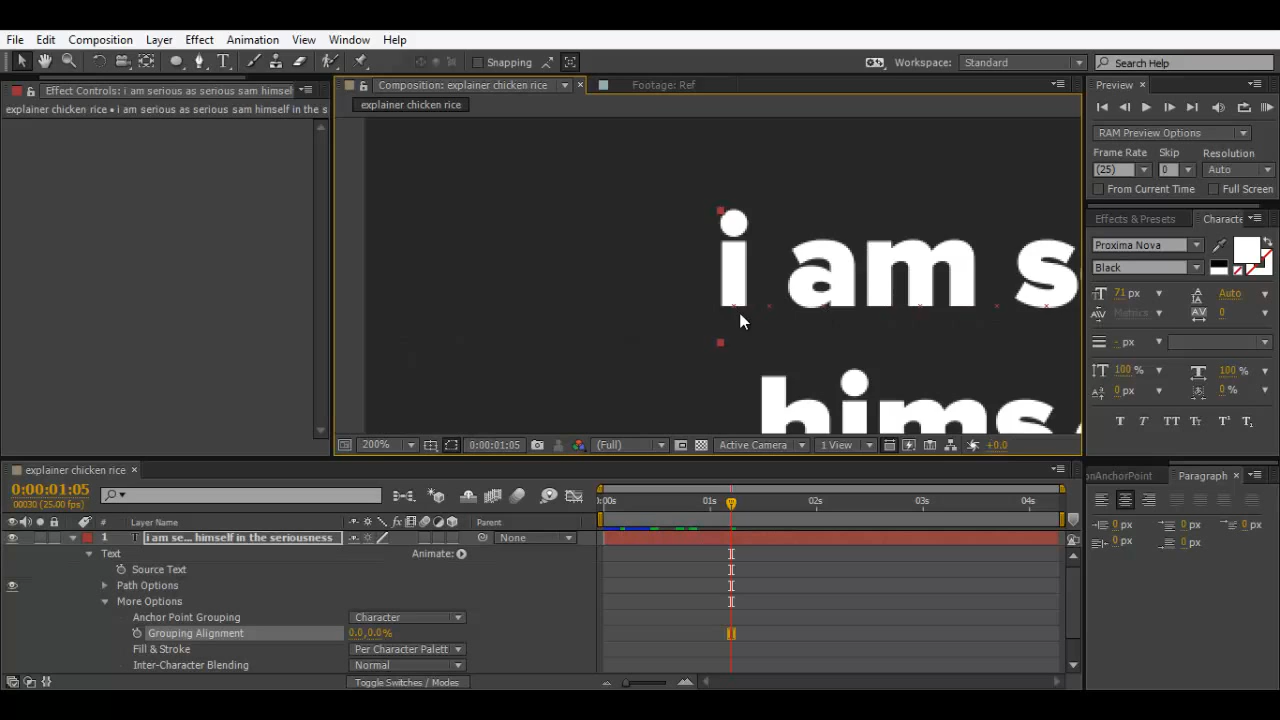 File Edit Composition Layer Effect Animation View Window Help
Snapping Workspace: Standard Search Help
Effect Controls: i am serious as serious sam himsel
explainer chicken rice • i am serious as serious sam himself in the s
Composition: explainer chicken rice Footage: Ref
explainer chicken rice
i am s
hims
200% 0:00:01:05 (Full) Active Camera 1 View +0.0
Preview
RAM Preview Options
Frame Rate Skip Resolution
(25) 0 Auto
From Current Time Full Screen
Effects & Presets Characte
Proxima Nova
Black
71 px Auto
Metrics 0
- px
100 % 100 %
0 px 0 %
T T TT Tr T¹ T₁
explainer chicken rice
0:00:01:05
00030 (25.00 fps)
:00s 01s 02s 03s 04s
# Layer Name Parent
1 T i am se... himself in the seriousness None
Text Animate:
Source Text
Path Options
More Options
Anchor Point Grouping Character
Grouping Alignment 0.0,0.0%
Fill & Stroke Per Character Palett
Inter-Character Blending Normal
Toggle Switches / Modes
onAnchorPoint Paragraph
0 px 0 px 0 px
0 px 0 px